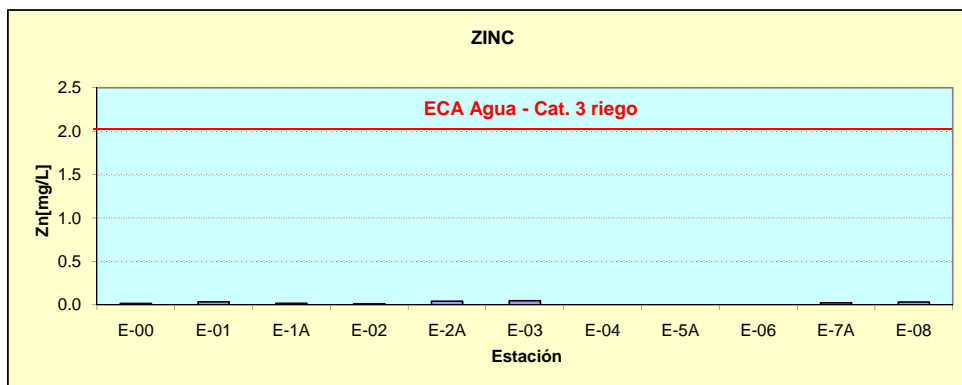 ZINC
2.5
ECA Agua - Cat. 3 riego
2.0
1.5
1.0
0.5
0.0
Zn[mg/L]
E-00 E-01 E-1A E-02 E-2A E-03 E-04 E-5A E-06 E-7A E-08
Estación